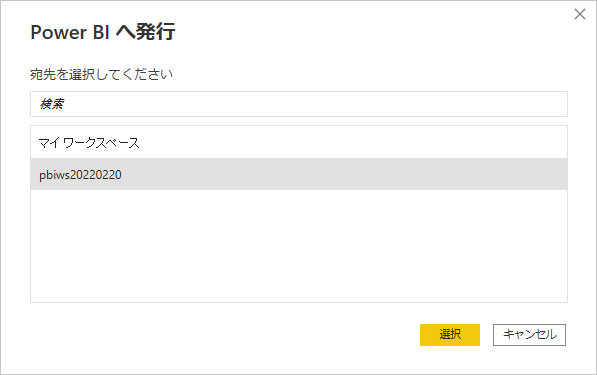 Power BI へ発行
宛先を選択してください
検索
マイ ワークスペース
pbiws20220220
選択
キャンセル